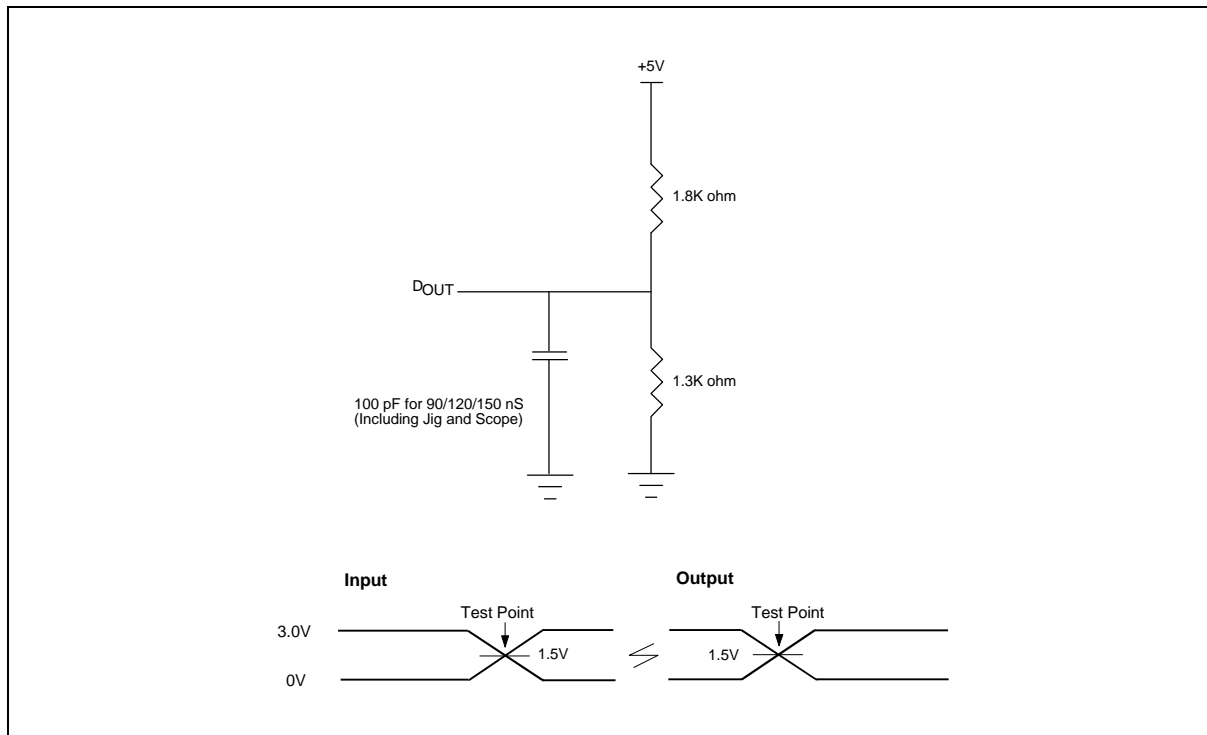 +5V
1.8K ohm
DOUT
1.3K ohm
100 pF for 90/120/150 nS
(Including Jig and Scope)
Input
Output
Test Point
Test Point
3.0V
1.5V
1.5V
0V